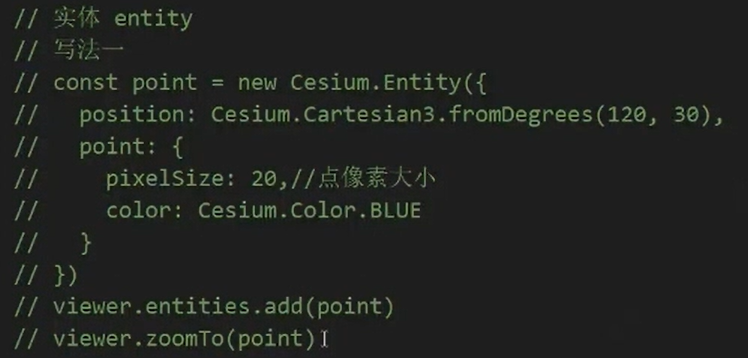 // 实体 entity
// 写法一
// const point = new Cesium.Entity({
//   position: Cesium.Cartesian3.fromDegrees(120, 30),
//   point: {
//     pixelSize: 20,//点像素大小
//     color: Cesium.Color.BLUE
//   }
// })
// viewer.entities.add(point)
// viewer.zoomTo(point)